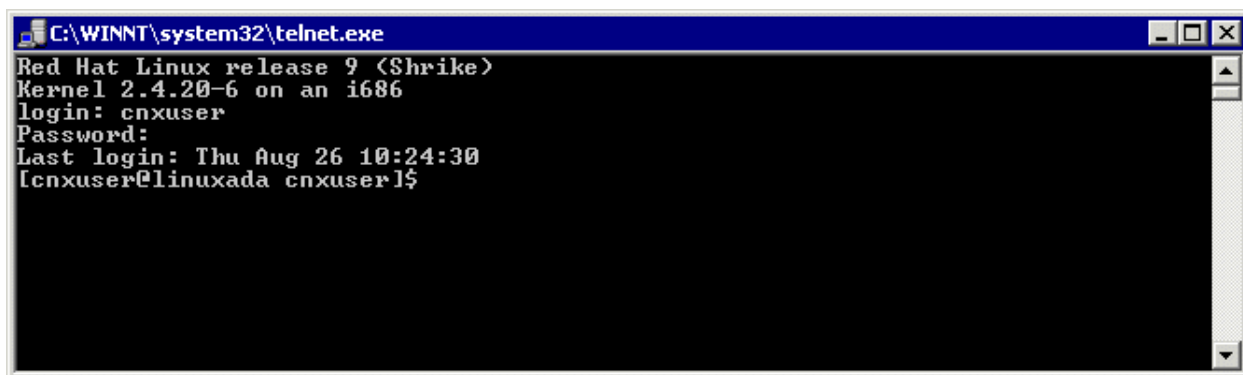 C:\WINNT\system32\telnet.exe
Red Hat Linux release 9 (Shrike)
Kernel 2.4.20-6 on an i686
login: cnxuser
Password:
Last login: Thu Aug 26 10:24:30
[cnxuser@linuxada cnxuser]$